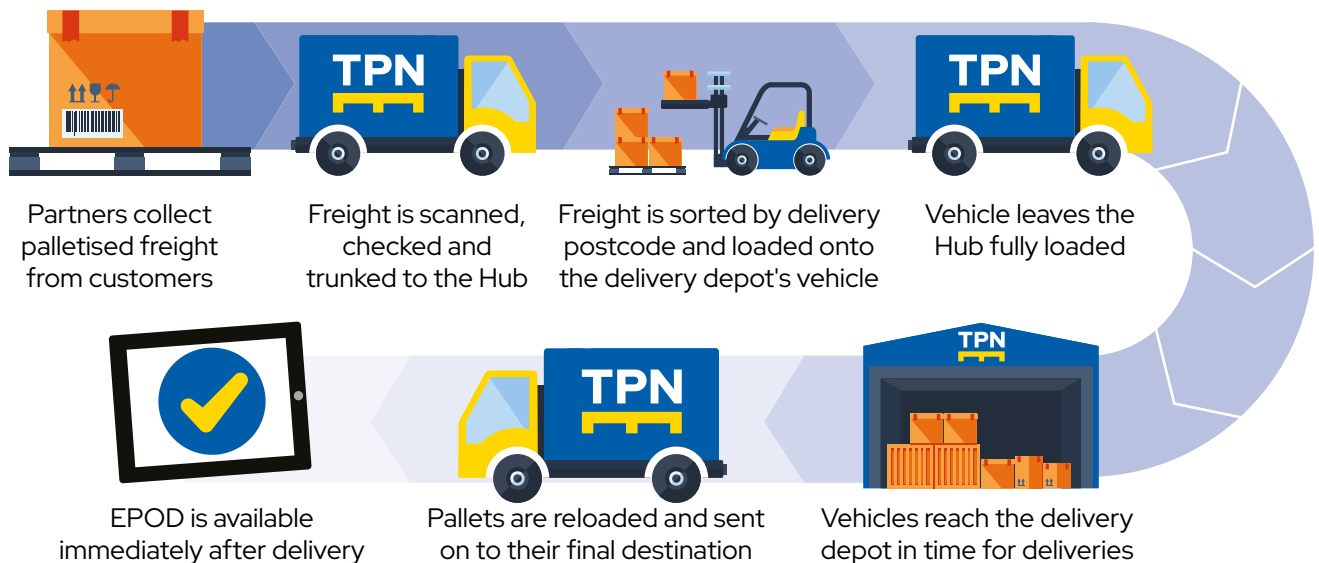 TPN
TPN
Partners collect
palletised freight
from customers
Freight is scanned,
checked and
trunked to the Hub
Freight is sorted by delivery
postcode and loaded onto
the delivery depot's vehicle
Vehicle leaves the
Hub fully loaded
TPN
Vehicles reach the delivery
depot in time for deliveries
TPN
Pallets are reloaded and sent
on to their final destination
EPOD is available
immediately after delivery